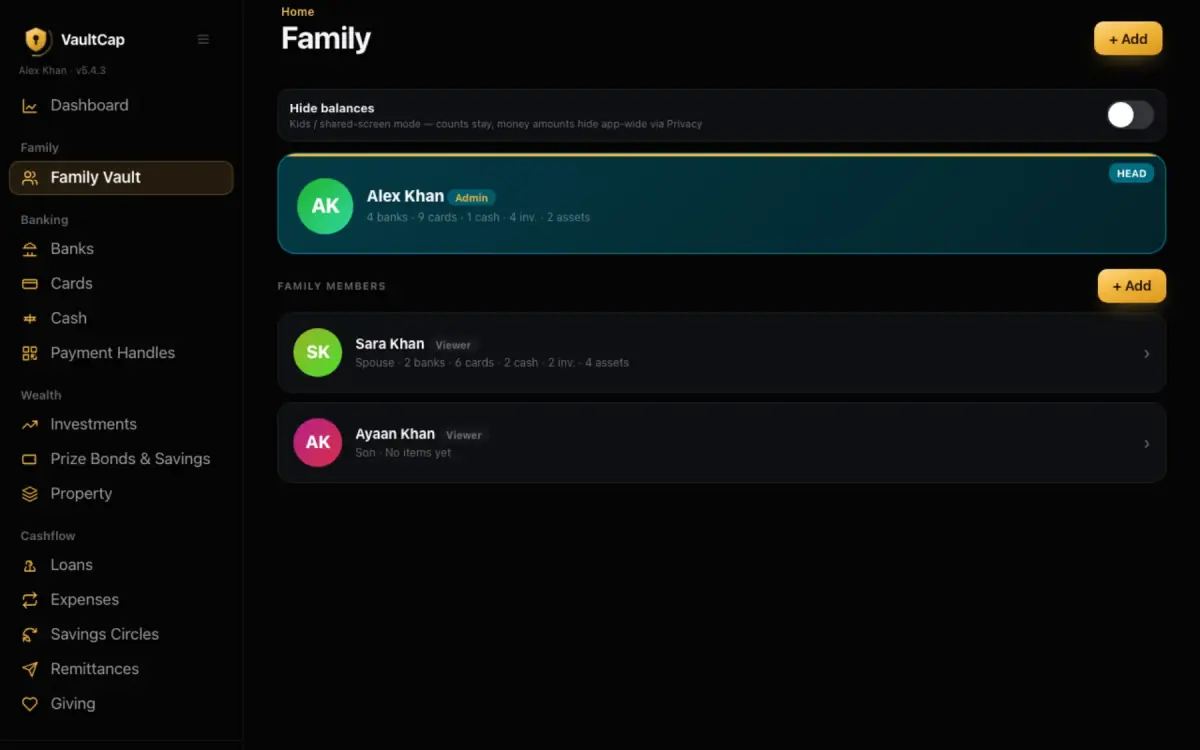 VaultCap
Alex Khan · v5.4.3
Dashboard
Family
Family Vault
Banking
Banks
Cards
Cash
Payment Handles
Wealth
Investments
Prize Bonds & Savings
Property
Cashflow
Loans
Expenses
Savings Circles
Remittances
Giving
Home
Family
+ Add
Hide balances
Kids / shared-screen mode — counts stay, money amounts hide app-wide via Privacy
HEAD
AK
Alex Khan Admin
4 banks · 9 cards · 1 cash · 4 inv. · 2 assets
FAMILY MEMBERS
+ Add
SK
Sara Khan Viewer
Spouse · 2 banks · 6 cards · 2 cash · 2 inv. · 4 assets
AK
Ayaan Khan Viewer
Son · No items yet